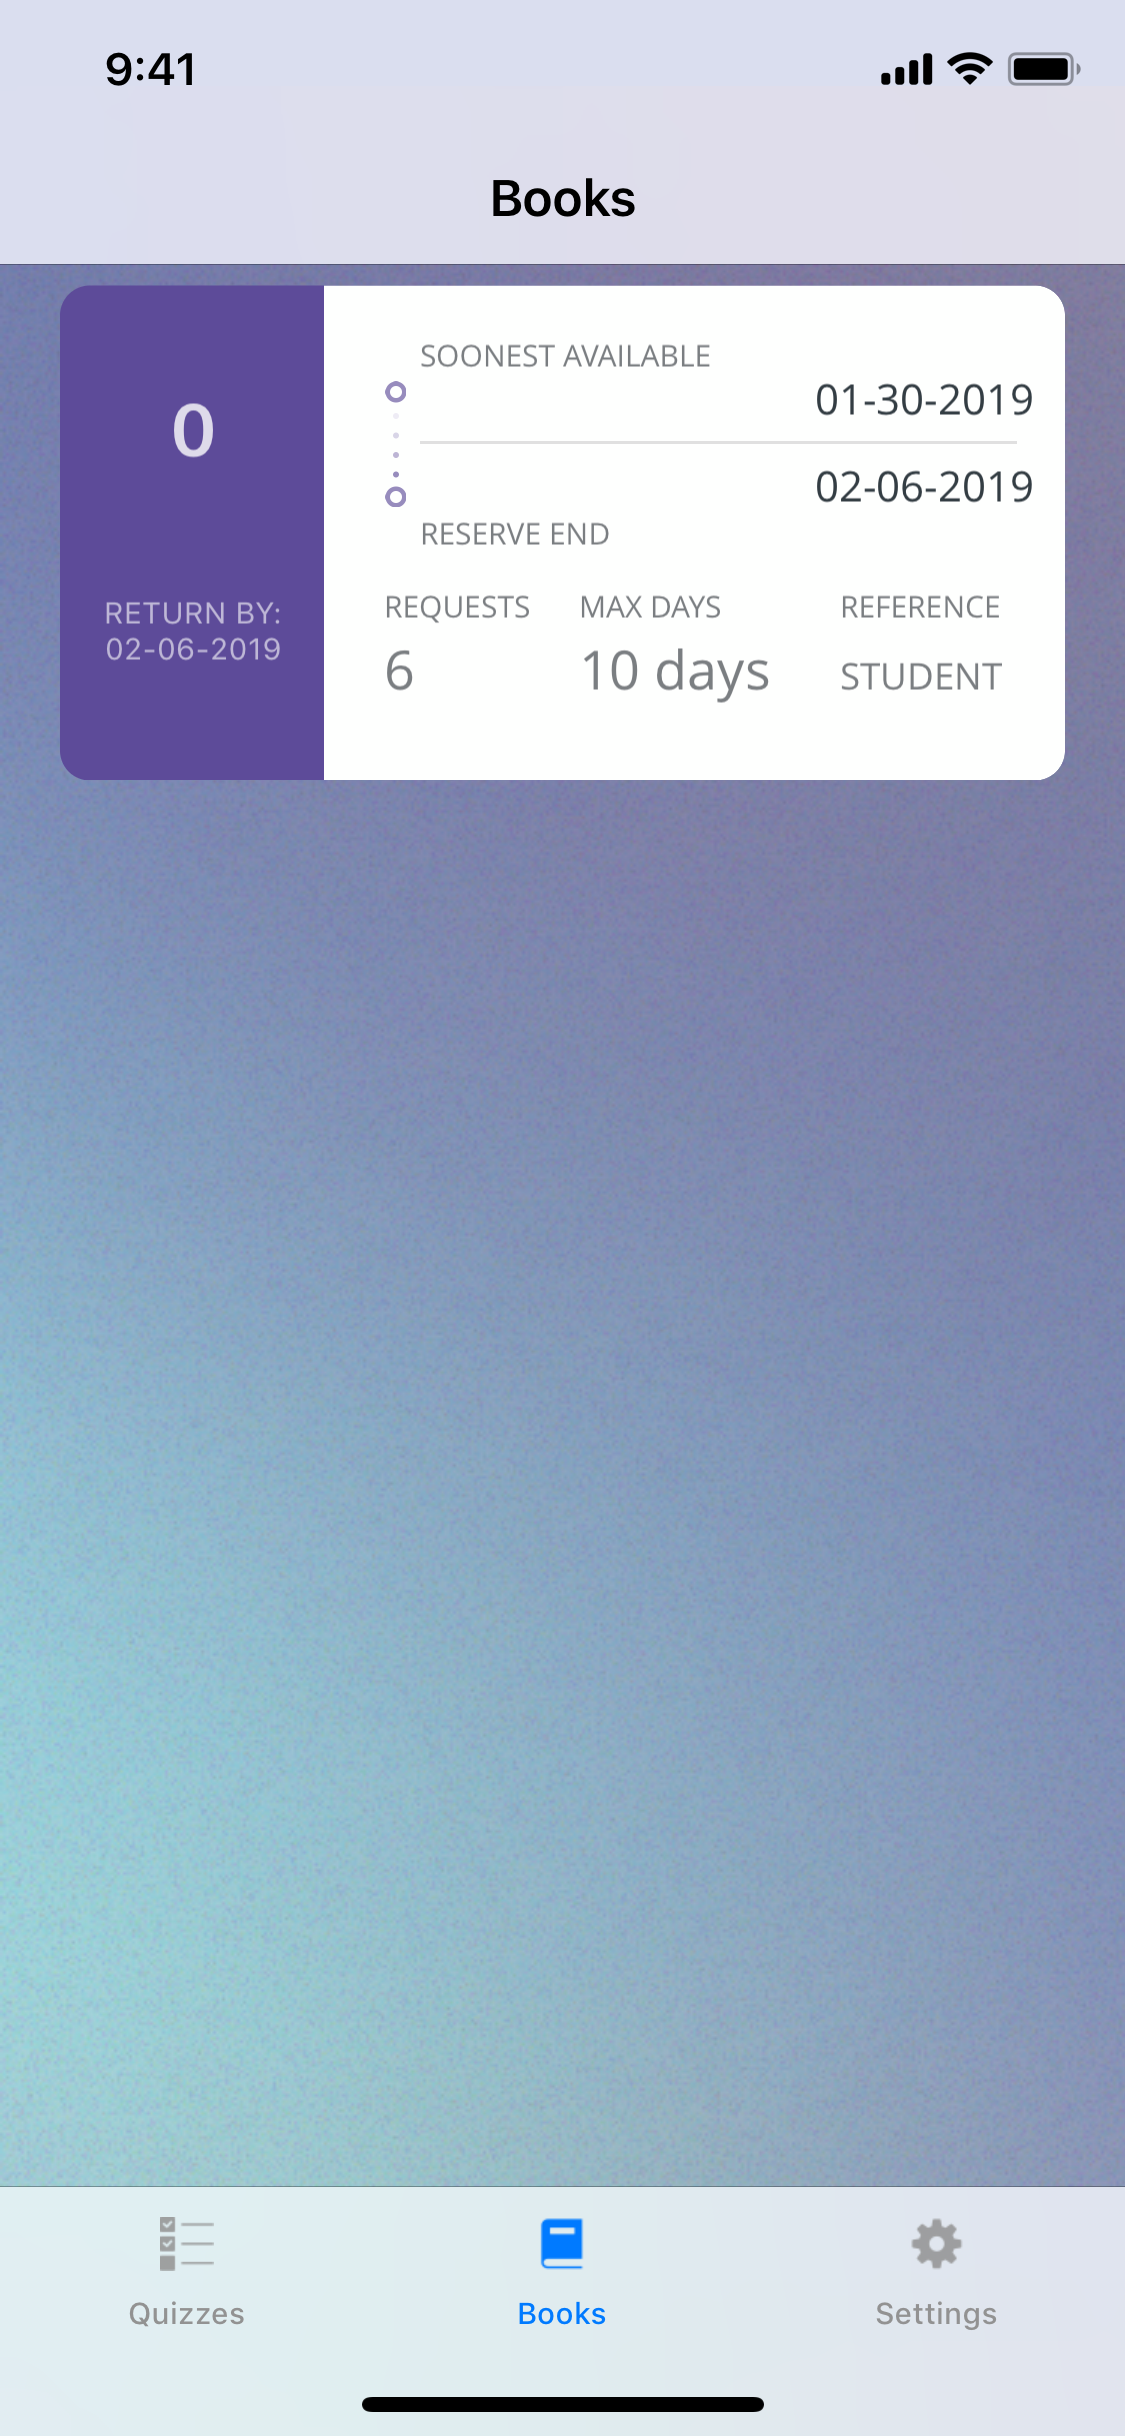 9:41
Books
0
RETURN BY:
02-06-2019
SOONEST AVAILABLE
01-30-2019
02-06-2019
RESERVE END
REQUESTS MAX DAYS REFERENCE
6 10 days STUDENT
Quizzes Books Settings